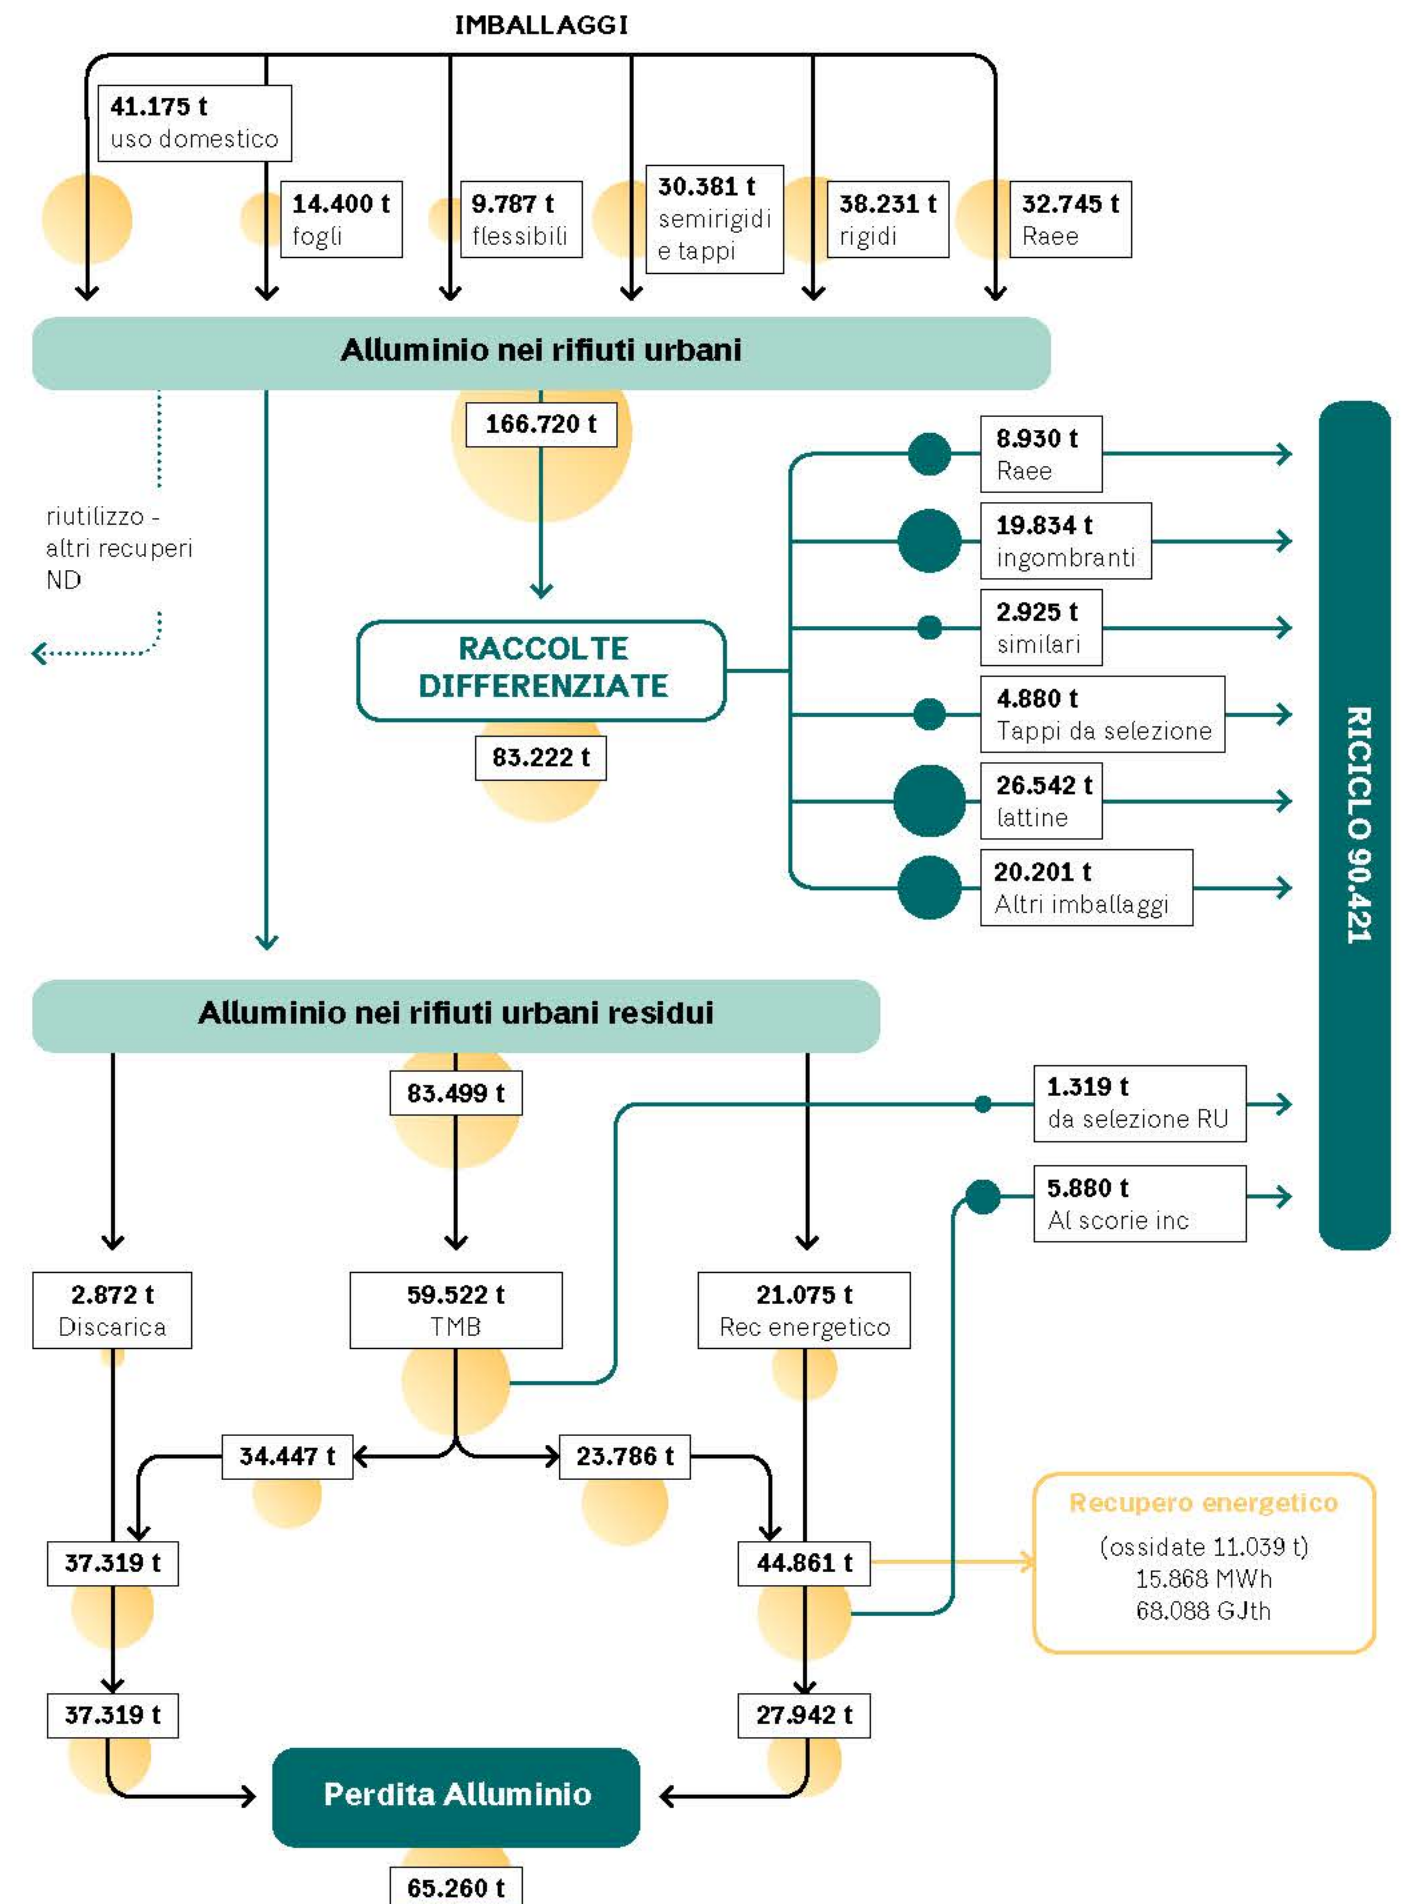 IMBALLAGGI
41.175 t
uso domestico
14.400 t
fogli
9.787 t
flessibili
30.381 t
semirigidi
e tappi
38.231 t
rigidi
32.745 t
Raee
Alluminio nei rifiuti urbani
166.720 t
riutilizzo -
altri recuperi
ND
RACCOLTE
DIFFERENZIATE
83.222 t
8.930 t
Raee
19.834 t
ingombranti
2.925 t
similari
4.880 t
Tappi da selezione
26.542 t
lattine
20.201 t
Altri imballaggi
RICICLO 90.421
Alluminio nei rifiuti urbani residui
83.499 t
1.319 t
da selezione RU
5.880 t
Al scorie inc
2.872 t
Discarica
59.522 t
TMB
21.075 t
Rec energetico
34.447 t
23.786 t
37.319 t
44.861 t
Recupero energetico
(ossidate 11.039 t)
15.868 MWh
68.088 GJth
37.319 t
27.942 t
Perdita Alluminio
65.260 t